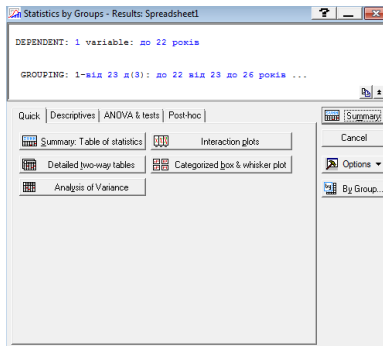 Statistics by Groups - Results: Spreadsheet1
DEPENDENT: 1 variable: до 22 років
GROUPING: 1-від 23 д(3): до 22 від 23 до 26 років ...
Quick Descriptives ANOVA & tests Post-hoc
Summary
Summary: Table of statistics Interaction plots
Cancel
Detailed two-way tables Categorized box & whisker plot
Options
Analysis of Variance
By Group...